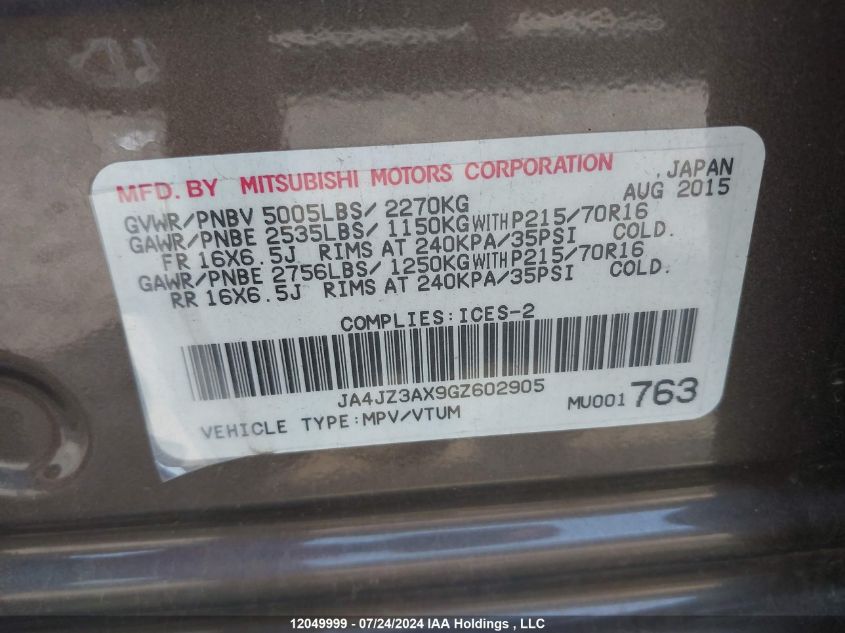 MFD. BY MITSUBISHI MOTORS CORPORATION , JAPAN
AUG 2015
GVWR/PNBV 5005LBS/ 2270KG
GAWR/PNBE 2535LBS/ 1150KG WITH P215/70R16
FR 16X6.5J RIMS AT 240KPA/35PSI COLD.
GAWR/PNBE 2756LBS/ 1250KG WITH P215/70R16
RR 16X6.5J RIMS AT 240KPA/35PSI COLD.
COMPLIES:ICES-2
JA4JZ3AX9GZ602905
VEHICLE TYPE:MPV/VTUM MU001 763
12049999 - 07/24/2024 IAA Holdings , LLC